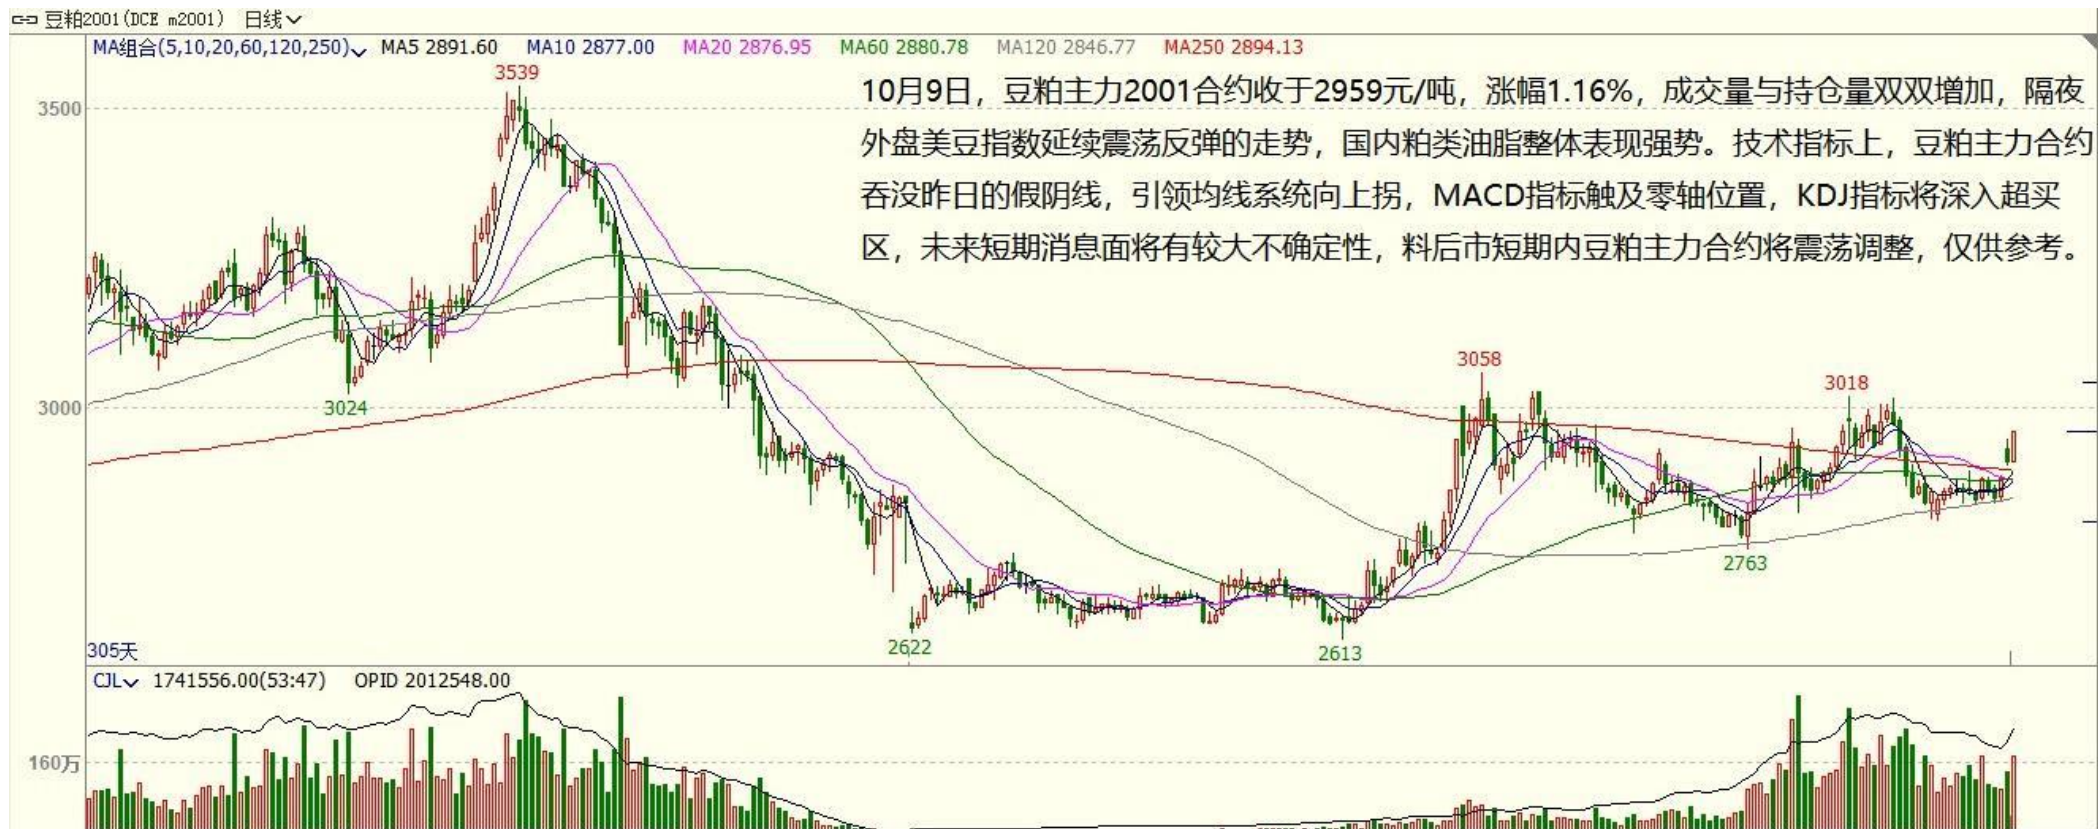 豆粕2001(DCE m2001) 日线
MA组合(5,10,20,60,120,250) MA5 2891.60 MA10 2877.00 MA20 2876.95 MA60 2880.78 MA120 2846.77 MA250 2894.13
3539
10月9日，豆粕主力2001合约收于2959元/吨，涨幅1.16%，成交量与持仓量双双增加，隔夜
3500
外盘美豆指数延续震荡反弹的走势，国内粕类油脂整体表现强势。技术指标上，豆粕主力合约
吞没昨日的假阴线，引领均线系统向上拐，MACD指标触及零轴位置，KDJ指标将深入超买
区，未来短期消息面将有较大不确定性，料后市短期内豆粕主力合约将震荡调整，仅供参考。
3058
3018
3000
3024
2763
2622
2613
305天
CJL 1741556.00(53:47) OPID 2012548.00
160万